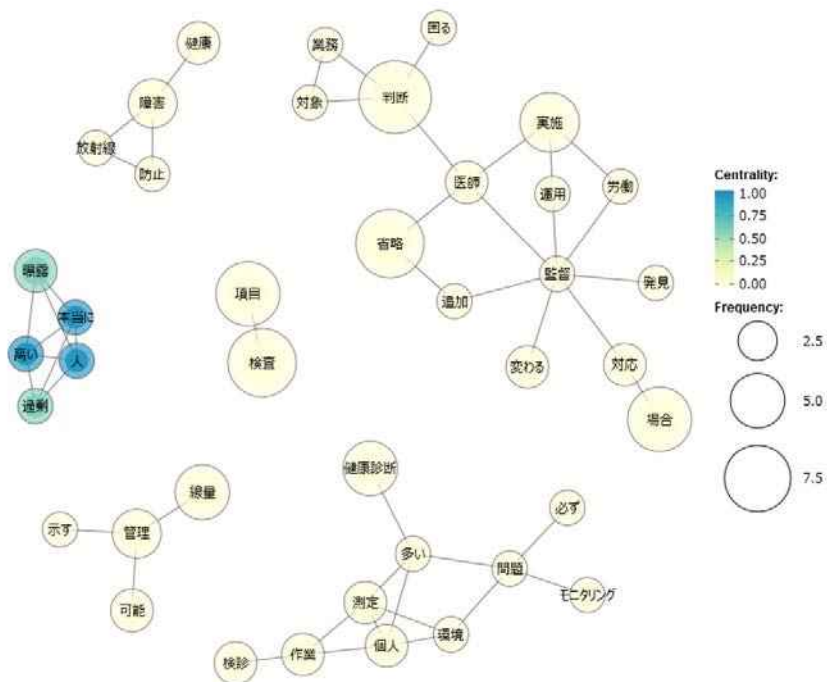 健康
障害
放射線
防止
困る
業務
対象
判断
実施
医師
運用
労働
省略
監督
追加
発見
変わる
対応
場合
曝露
本当に
高い
人
過剰
項目
検査
線量
示す
管理
可能
健康診断
必ず
多い
問題
モニタリング
測定
個人
環境
検診
作業
Centrality:
1.00
0.75
0.50
0.25
0.00
Frequency:
2.5
5.0
7.5